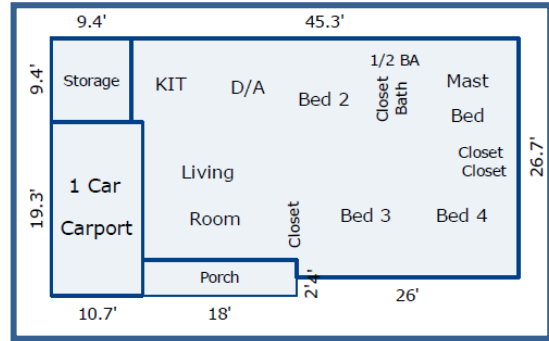 9.4'
45.3'
9.4'
Storage
KIT
D/A
Bed 2
1/2 BA
Closet
Bath
Mast
Bed
Closet
Closet
26.7'
19.3'
1 Car
Carport
Living
Room
Closet
Bed 3
Bed 4
Porch
2'4'
26'
10.7'
18'